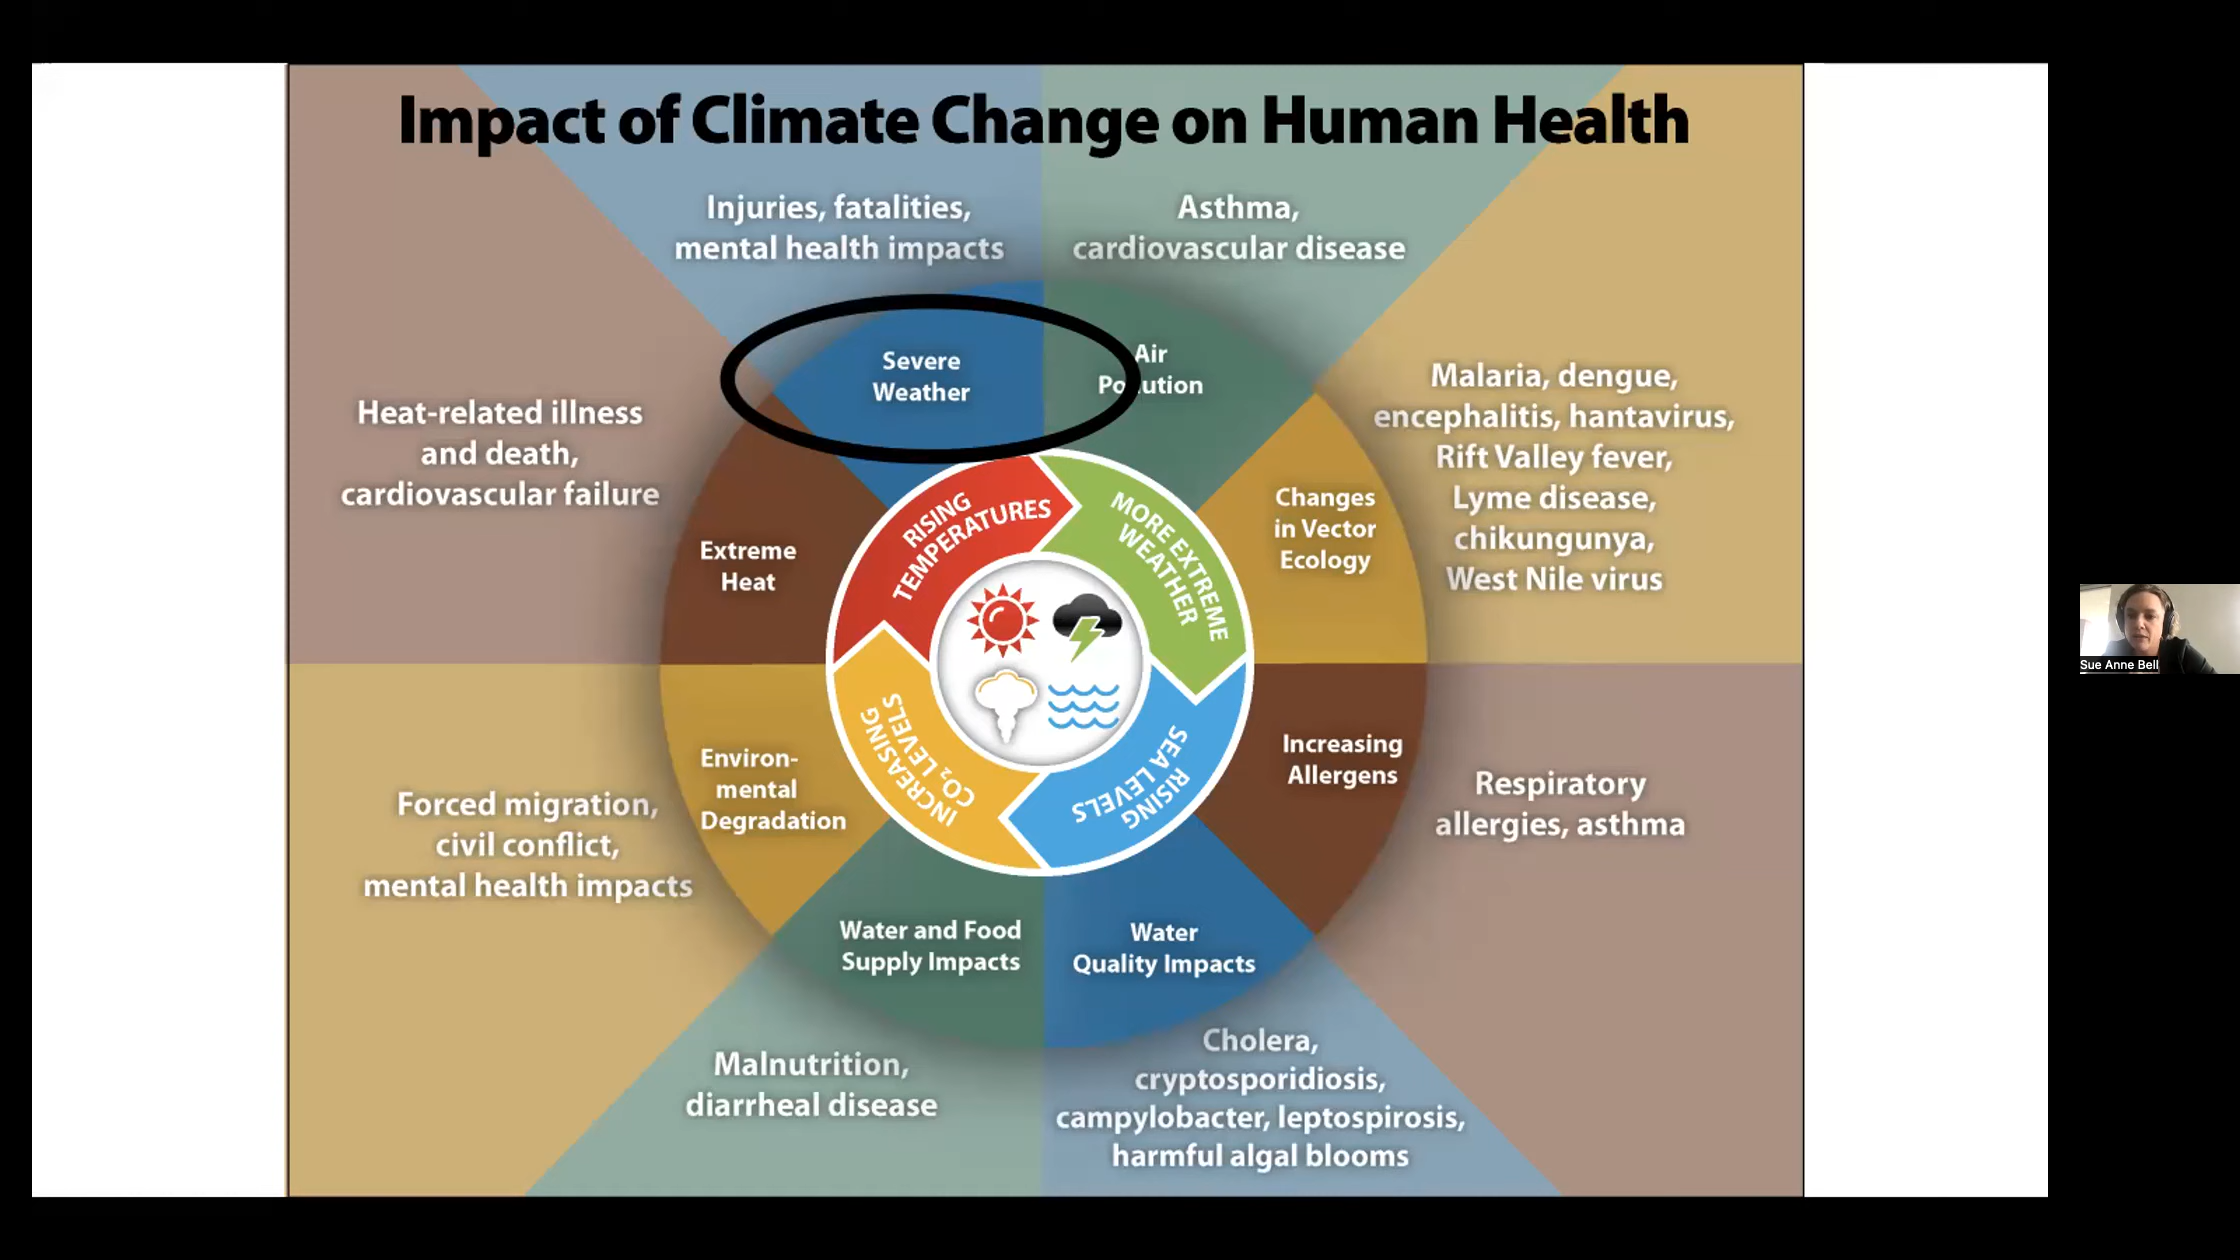 Impact of Climate Change on Human Health
Injuries, fatalities,
mental health impacts
Asthma,
cardiovascular disease
Severe
Weather
Air
Pollution
Heat-related illness
and death,
cardiovascular failure
Malaria, dengue,
encephalitis, hantavirus,
Rift Valley fever,
Lyme disease,
chikungunya,
West Nile virus
Extreme
Heat
Changes
in Vector
Ecology
RISING
TEMPERATURES
MORE EXTREME
WEATHER
INCREASING
CO₂ LEVELS
RISING
SEA LEVELS
Environ-
mental
Degradation
Increasing
Allergens
Forced migration,
civil conflict,
mental health impacts
Respiratory
allergies, asthma
Water and Food
Supply Impacts
Water
Quality Impacts
Malnutrition,
diarrheal disease
Cholera,
cryptosporidiosis,
campylobacter, leptospirosis,
harmful algal blooms
Sue Anne Bell